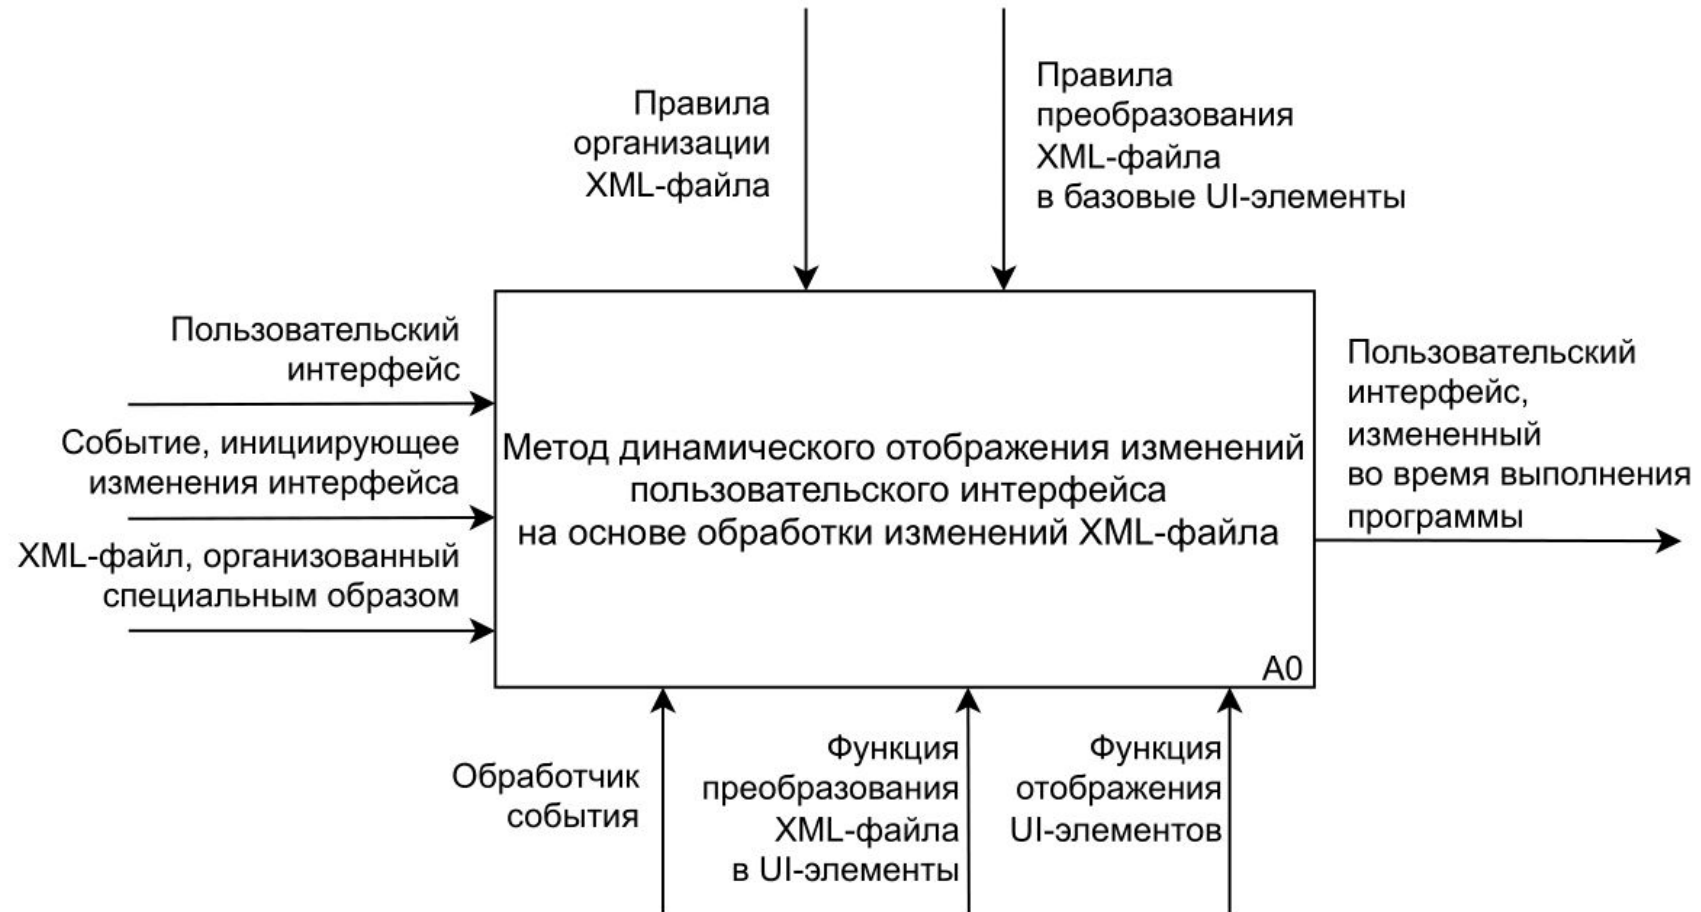 Правила
организации
XML-файла
Правила
преобразования
XML-файла
в базовые UI-элементы
Пользовательский
интерфейс
Событие, инициирующее
изменения интерфейса
XML-файл, организованный
специальным образом
Метод динамического отображения изменений
пользовательского интерфейса
на основе обработки изменений XML-файла
A0
Пользовательский
интерфейс,
измененный
во время выполнения
программы
Обработчик
события
Функция
преобразования
XML-файла
в UI-элементы
Функция
отображения
UI-элементов